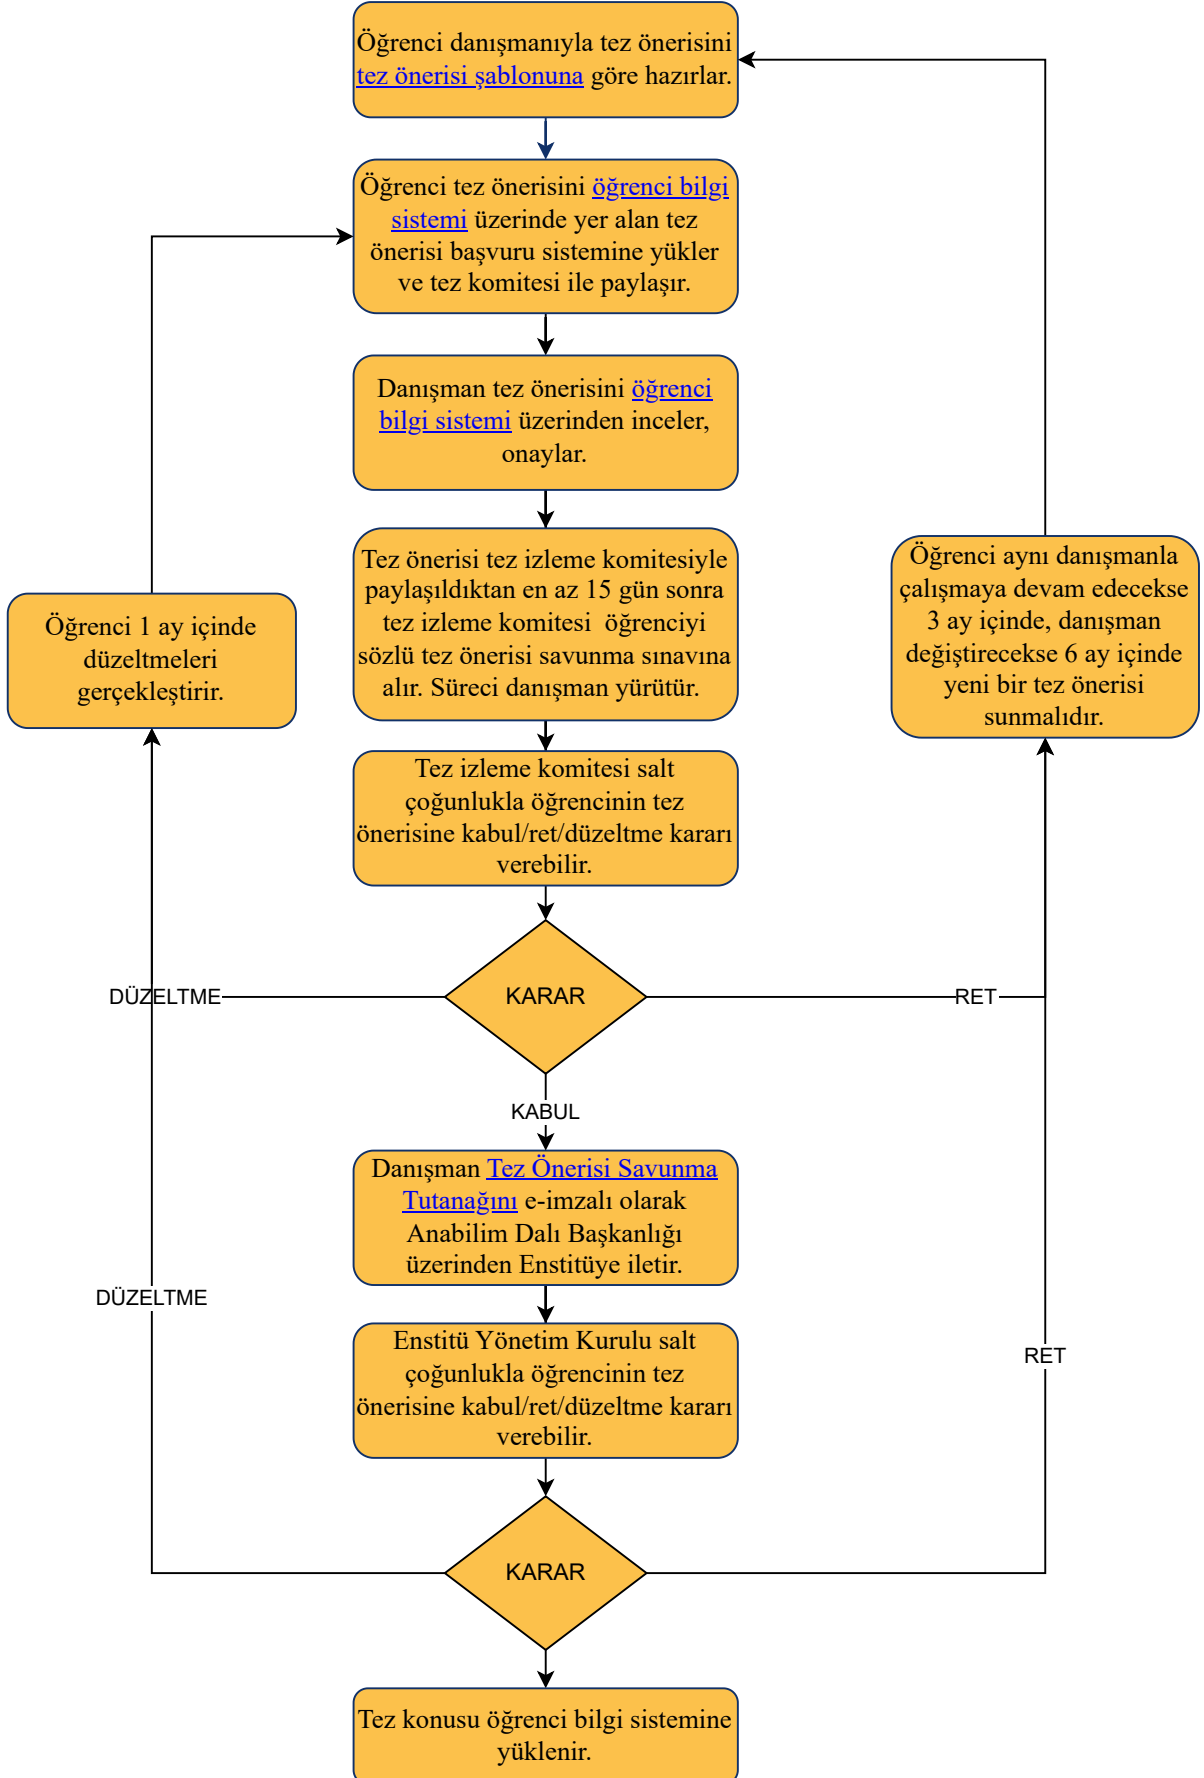 Öğrenci danışmanıyla tez önerisini
tez önerisi şablonuna göre hazırlar.
Öğrenci tez önerisini öğrenci bilgi
sistemi üzerinde yer alan tez
önerisi başvuru sistemine yükler
ve tez komitesi ile paylaşır.
Danışman tez önerisini öğrenci
bilgi sistemi üzerinden inceler,
onaylar.
Tez önerisi tez izleme komitesiyle
paylaşıldıktan en az 15 gün sonra
tez izleme komitesi öğrenciyi
sözlü tez önerisi savunma sınavına
alır. Süreci danışman yürütür.
Öğrenci 1 ay içinde
düzeltmeleri
gerçekleştirir.
Öğrenci aynı danışmanla
çalışmaya devam edecekse
3 ay içinde, danışman
değiştirecekse 6 ay içinde
yeni bir tez önerisi
sunmalıdır.
Tez izleme komitesi salt
çoğunlukla öğrencinin tez
önerisine kabul/ret/düzeltme kararı
verebilir.
DÜZELTME
KARAR
RET
KABUL
Danışman Tez Önerisi Savunma
Tutanağını e-imzalı olarak
Anabilim Dalı Başkanlığı
üzerinden Enstitüye iletir.
DÜZELTME
Enstitü Yönetim Kurulu salt
çoğunlukla öğrencinin tez
önerisine kabul/ret/düzeltme kararı
verebilir.
RET
KARAR
Tez konusu öğrenci bilgi sistemine
yüklenir.